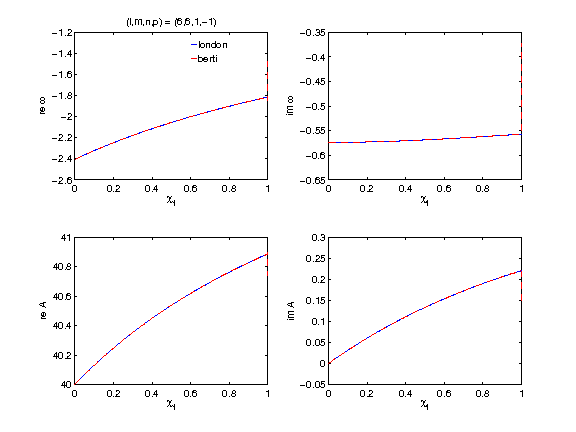 (l,m,n,p) = (6,6,1,−1)
london
berti
−1.2
−1.4
−1.6
−1.8
−2
−2.2
−2.4
−2.6
re ω
0 0.2 0.4 0.6 0.8 1
χf
−0.35
−0.4
−0.45
−0.5
−0.55
−0.6
−0.65
im ω
0 0.2 0.4 0.6 0.8 1
χf
41
40.8
40.6
40.4
40.2
40
re A
0 0.2 0.4 0.6 0.8 1
χf
0.3
0.25
0.2
0.15
0.1
0.05
0
−0.05
im A
0 0.2 0.4 0.6 0.8 1
χf